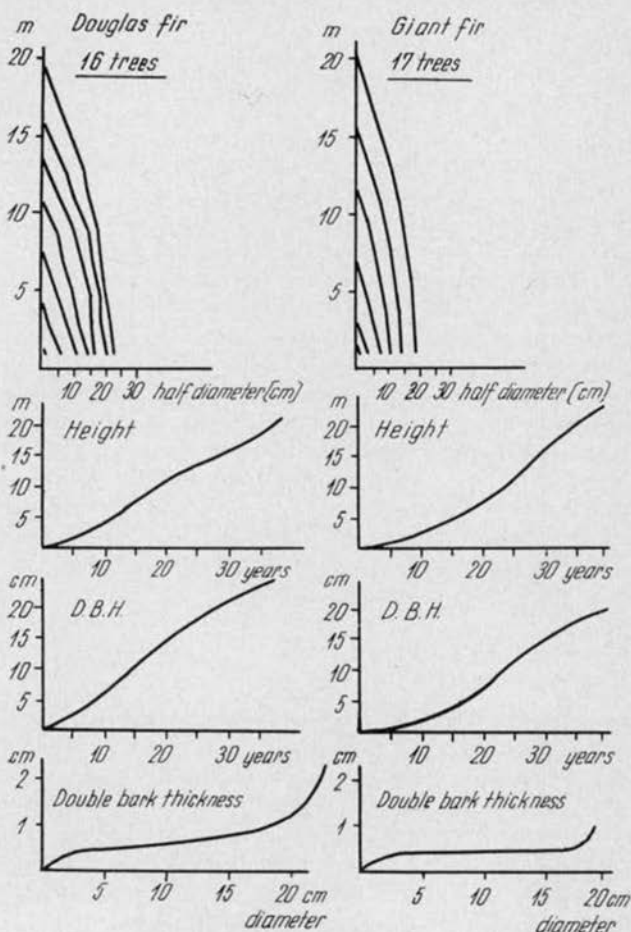 m Douglas fir
20
16 trees
15
10
5
10 20 30 half diameter (cm)
m Giant fir
20
17 trees
15
10
5
10 20 30 half diameter (cm)
m
Height
20
15
10
5
10 20 30 years
m
Height
20
15
10
5
10 20 30 years
cm
D.B.H.
20
15
10
5
10 20 30 years
cm
D.B.H.
20
15
10
5
10 20 30 years
cm
2
Double bark thickness
1
5 10 15 20 cm
diameter
cm
2
Double bark thickness
1
5 10 15 20 cm
diameter